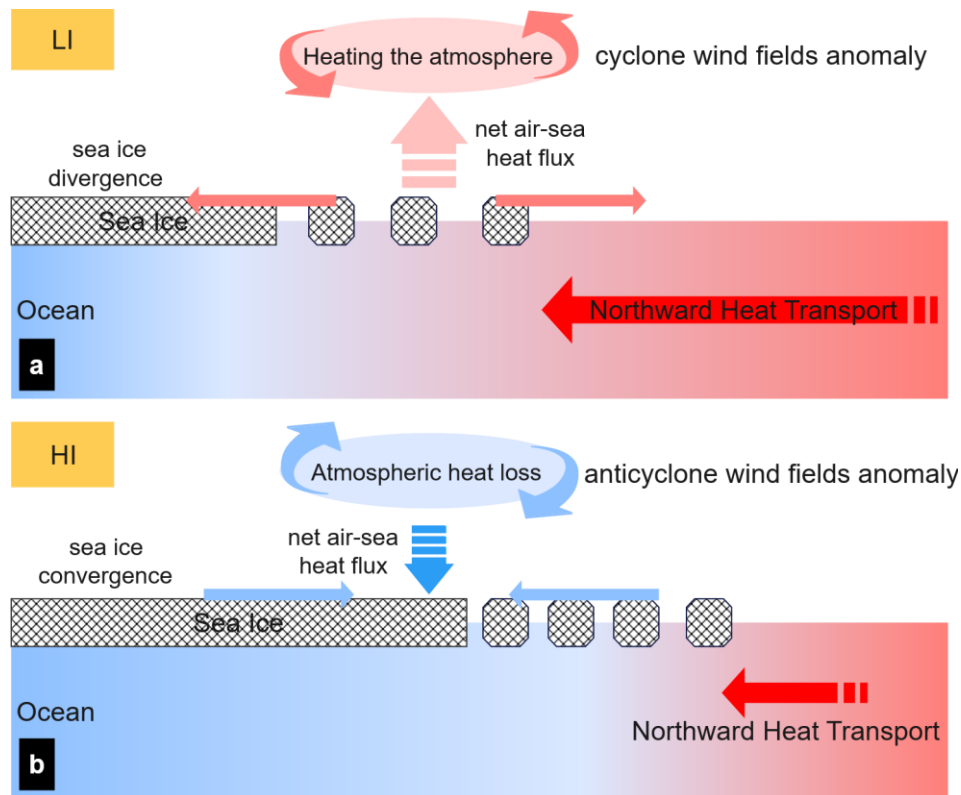 LI
Heating the atmosphere
cyclone wind fields anomaly
net air-sea
heat flux
sea ice
divergence
Sea Ice
Ocean
Northward Heat Transport
a
HI
Atmospheric heat loss
anticyclone wind fields anomaly
net air-sea
heat flux
sea ice
convergence
Sea Ice
Ocean
Northward Heat Transport
b